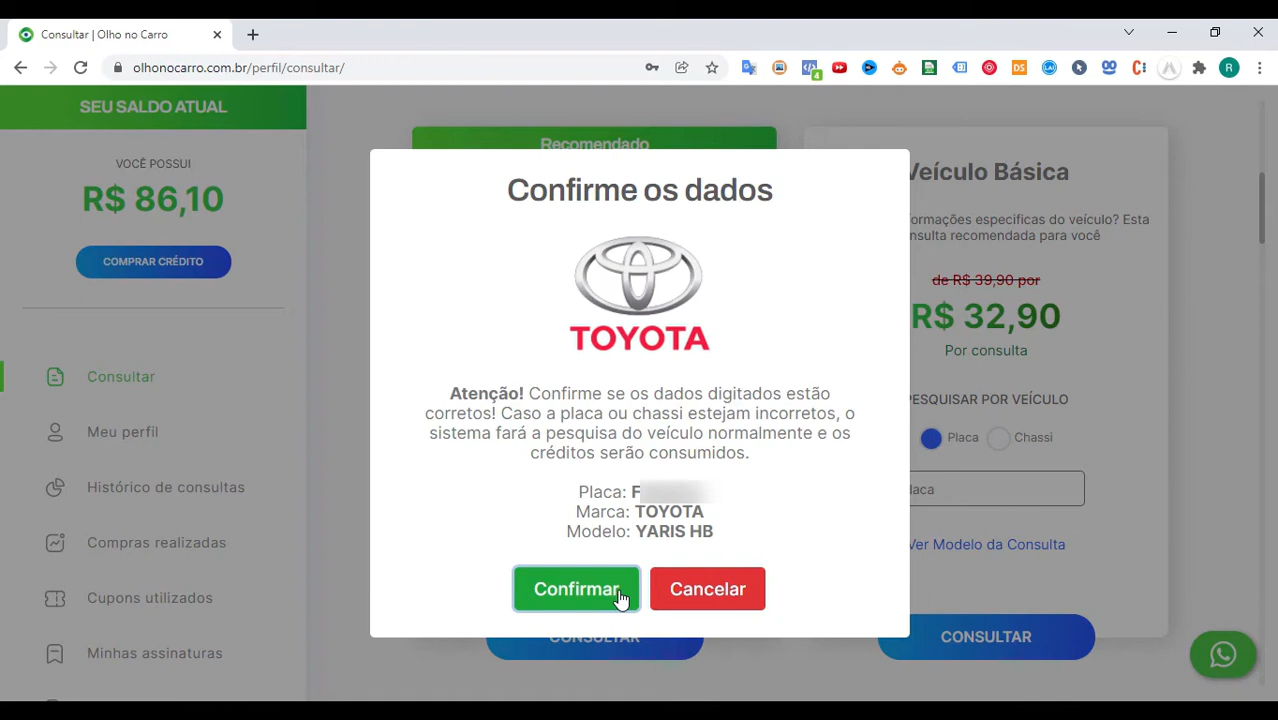 Consultar | Olho no Carro
olhonocarro.com.br/perfil/consultar/
4
DS
R
SEU SALDO ATUAL
VOCÊ POSSUI
R$ 86,10
COMPRAR CRÉDITO
Consultar
Meu perfil
Histórico de consultas
Compras realizadas
Cupons utilizados
Minhas assinaturas
Recomendado
Confirme os dados
TOYOTA
Atenção! Confirme se os dados digitados estão
corretos! Caso a placa ou chassi estejam incorretos, o
sistema fará a pesquisa do veículo normalmente e os
créditos serão consumidos.
Placa: F
Marca: TOYOTA
Modelo: YARIS HB
Confirmar
Cancelar
CONSULTAR
Veículo Básica
formações especificas do veículo? Esta
nsulta recomendada para você
de R$ 39,90 por
R$ 32,90
Por consulta
PESQUISAR POR VEÍCULO
Placa
Chassi
laca
Ver Modelo da Consulta
CONSULTAR